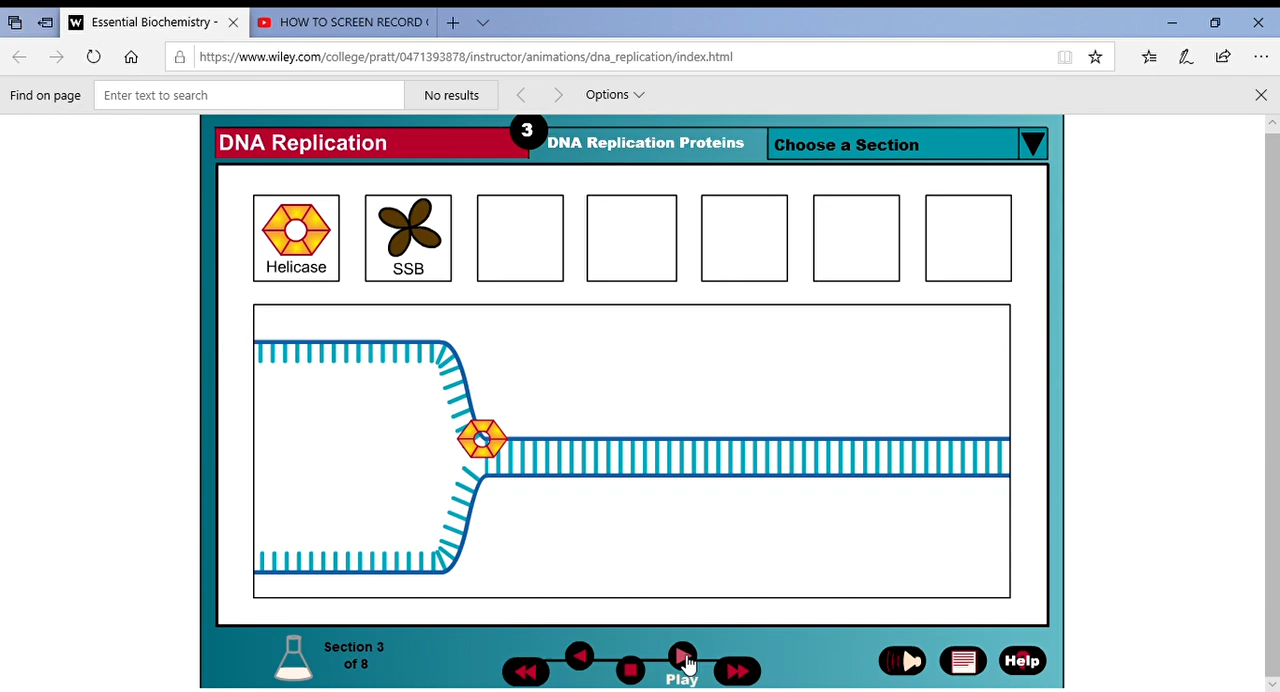 Essential Biochemistry -
HOW TO SCREEN RECORD (
https://www.wiley.com/college/pratt/0471393878/instructor/animations/dna_replication/index.html
Find on page
Enter text to search
No results
Options
DNA Replication
3
DNA Replication Proteins
Choose a Section
Helicase
SSB
Section 3
of 8
Play
Help